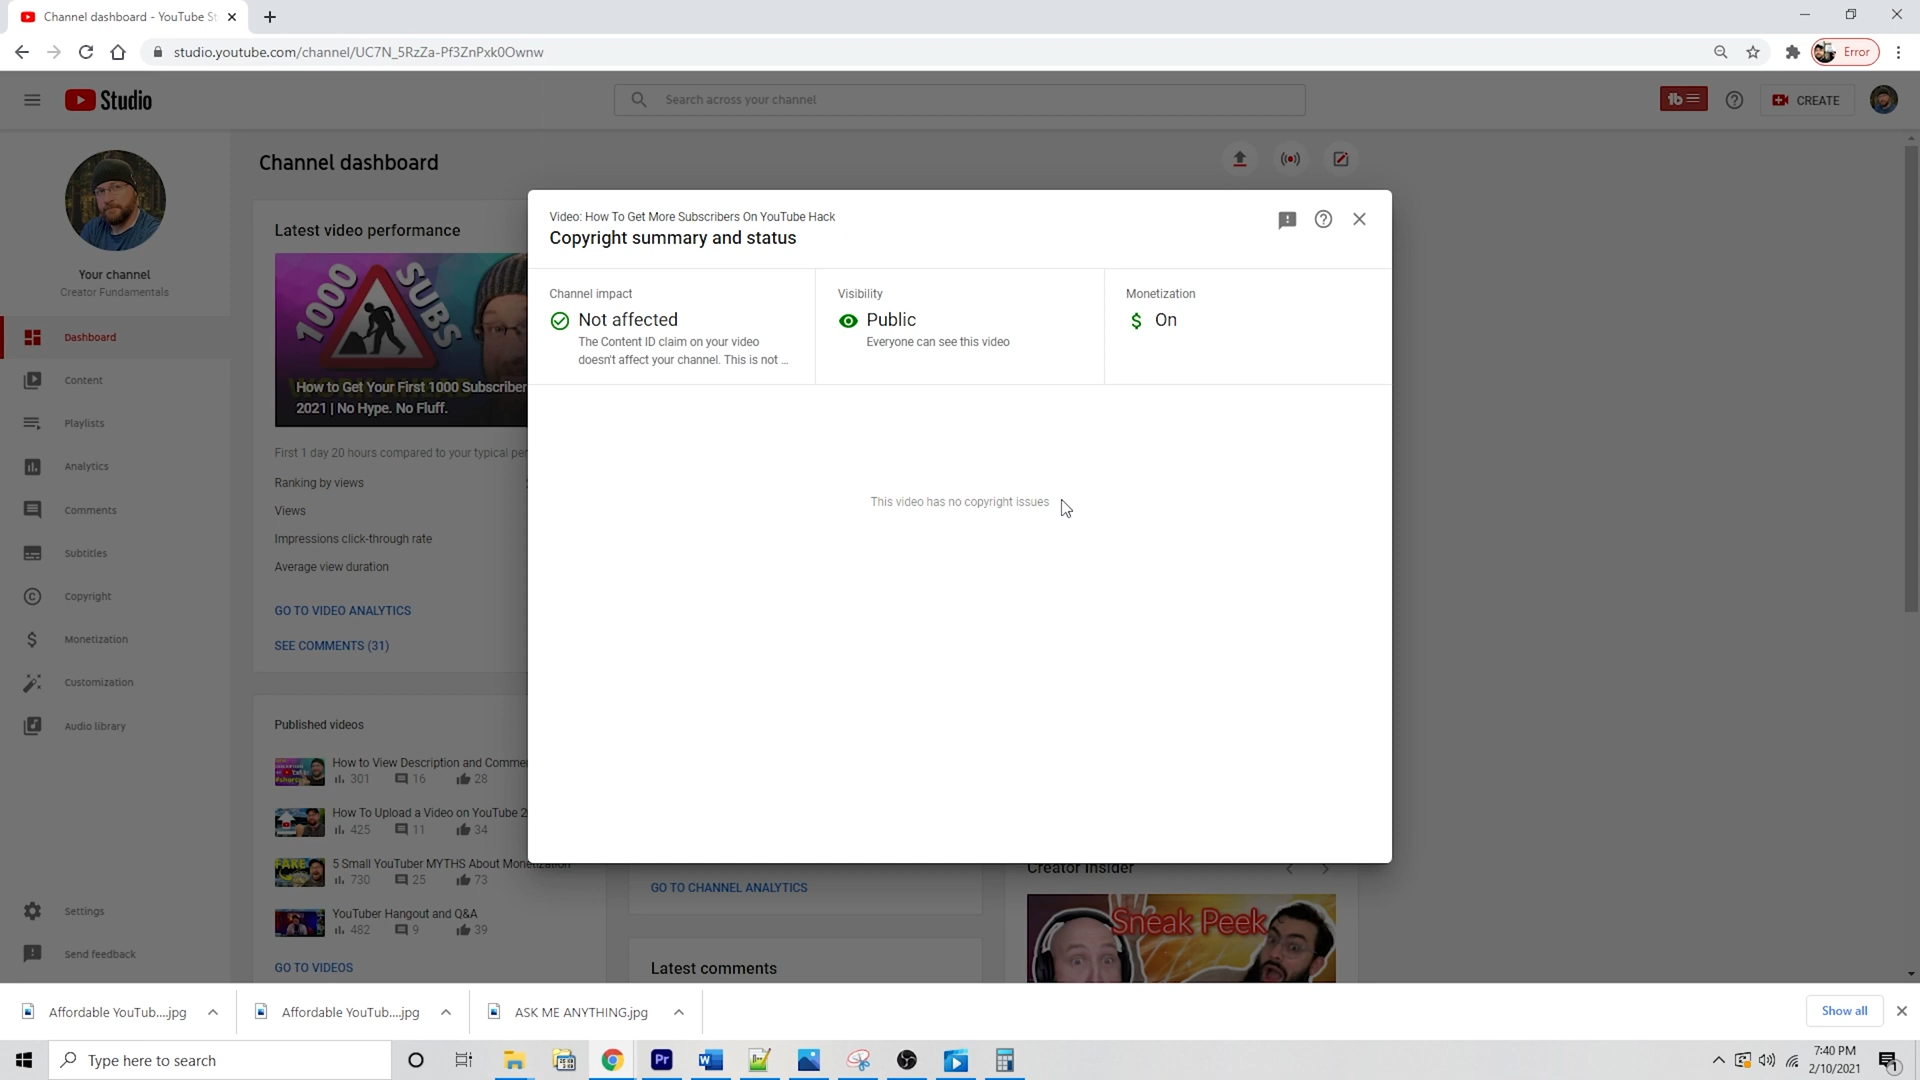 Channel dashboard - YouTube St
studio.youtube.com/channel/UC7N_5RzZa-Pf3ZnPxk0Ownw
Error
Studio
Search across your channel
tb
CREATE
Channel dashboard
Your channel
Creator Fundamentals
Dashboard
Content
Playlists
Analytics
Comments
Subtitles
Copyright
Monetization
Customization
Audio library
Settings
Send feedback
Latest video performance
1000 SUBS
How to Get Your First 1000 Subscriber
2021 | No Hype. No Fluff.
First 1 day 20 hours compared to your typical per
Ranking by views
Views
Impressions click-through rate
Average view duration
GO TO VIDEO ANALYTICS
SEE COMMENTS (31)
Published videos
How to View Description and Comme
301 16 28
How To Upload a Video on YouTube 2
425 11 34
5 Small YouTuber MYTHS About Monetization
730 25 73
YouTuber Hangout and Q&A
482 9 39
GO TO VIDEOS
Video: How To Get More Subscribers On YouTube Hack
Copyright summary and status
Channel impact
Not affected
The Content ID claim on your video
doesn't affect your channel. This is not ...
Visibility
Public
Everyone can see this video
Monetization
On
This video has no copyright issues
GO TO CHANNEL ANALYTICS
Latest comments
Creator Insider
Sneak Peek
Affordable YouTub....jpg
Affordable YouTub....jpg
ASK ME ANYTHING.jpg
Show all
Type here to search
Pr
7:40 PM
2/10/2021
1